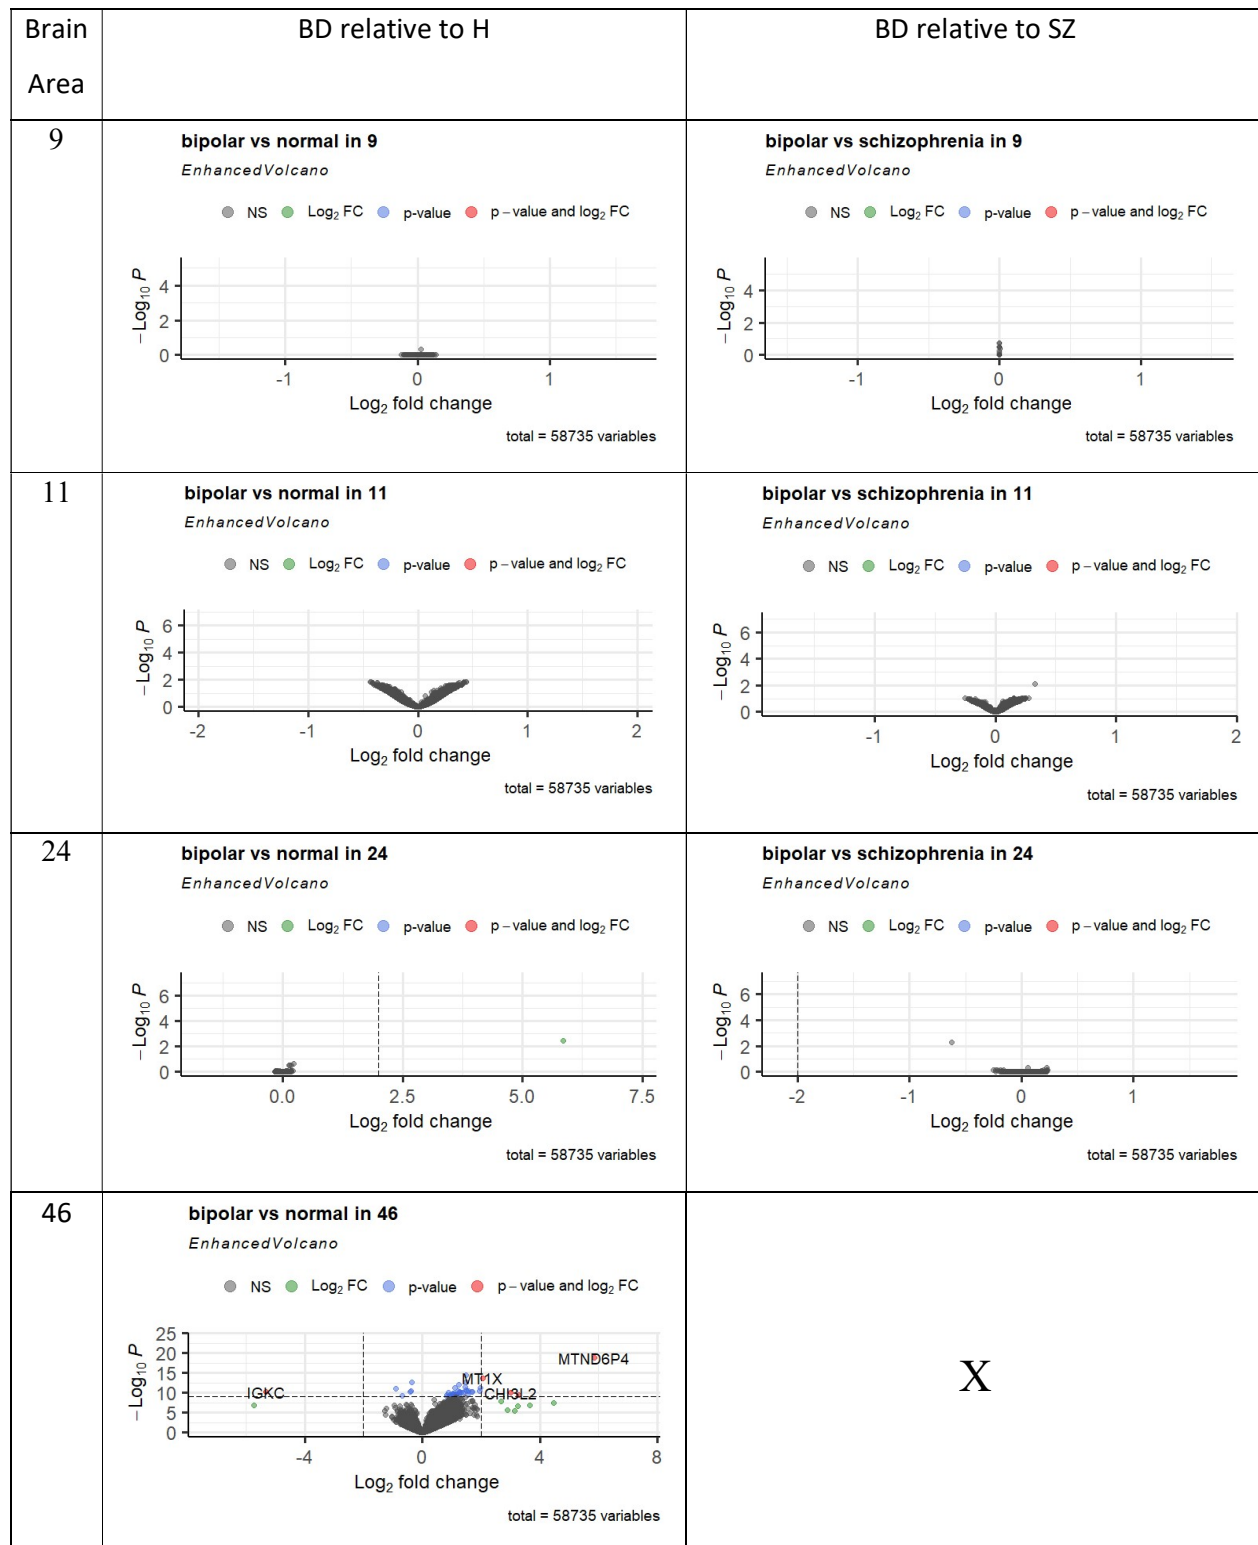 Brain Area
BD relative to H
BD relative to SZ
9
bipolar vs normal in 9
EnhancedVolcano
NS Log2 FC p-value p – value and log2 FC
4
2
0
– Log10 P
-1 0 1
Log2 fold change
total = 58735 variables
bipolar vs schizophrenia in 9
EnhancedVolcano
NS Log2 FC p-value p – value and log2 FC
4
2
0
– Log10 P
-1 0 1
Log2 fold change
total = 58735 variables
11
bipolar vs normal in 11
EnhancedVolcano
NS Log2 FC p-value p – value and log2 FC
6
4
2
0
– Log10 P
-2 -1 0 1 2
Log2 fold change
total = 58735 variables
bipolar vs schizophrenia in 11
EnhancedVolcano
NS Log2 FC p-value p – value and log2 FC
6
4
2
0
– Log10 P
-1 0 1 2
Log2 fold change
total = 58735 variables
24
bipolar vs normal in 24
EnhancedVolcano
NS Log2 FC p-value p – value and log2 FC
6
4
2
0
– Log10 P
0.0 2.5 5.0 7.5
Log2 fold change
total = 58735 variables
bipolar vs schizophrenia in 24
EnhancedVolcano
NS Log2 FC p-value p – value and log2 FC
6
4
2
0
– Log10 P
-2 -1 0 1
Log2 fold change
total = 58735 variables
46
bipolar vs normal in 46
EnhancedVolcano
NS Log2 FC p-value p – value and log2 FC
25
20
15
10
5
0
– Log10 P
MTND6P4
MT1X
IGKC
CHI3L2
-4 0 4 8
Log2 fold change
total = 58735 variables
X